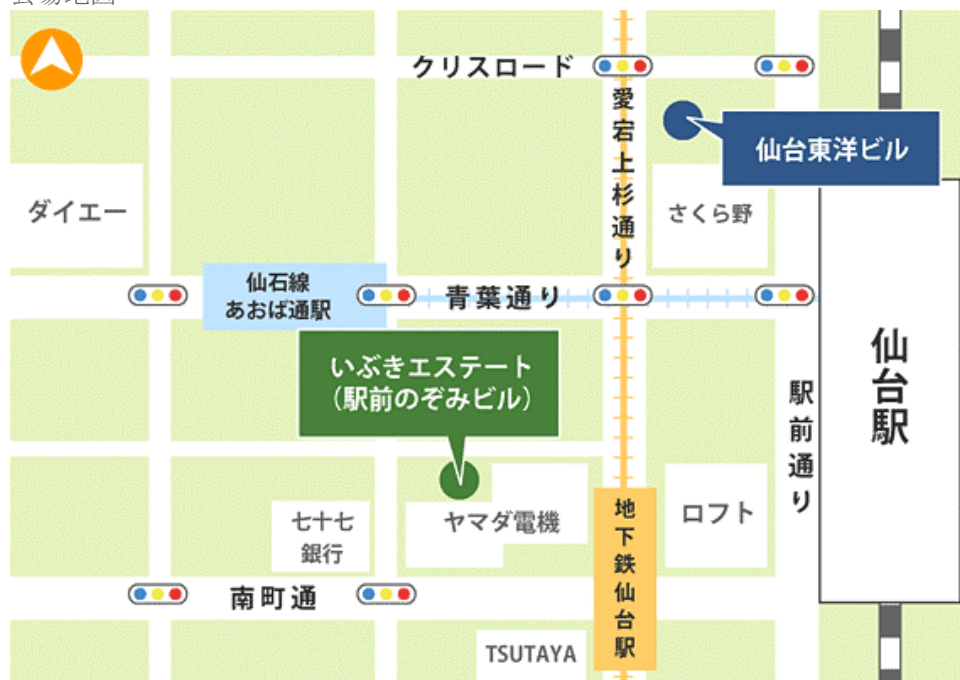 会場地図
クリスロード
愛宕上杉通り
仙台東洋ビル
ダイエー
さくら野
仙石線
あおば通駅
青葉通り
仙台駅
いぶきエステート
（駅前のぞみビル）
駅前通り
七十七
銀行
ヤマダ電機
地下鉄仙台駅
ロフト
南町通
TSUTAYA